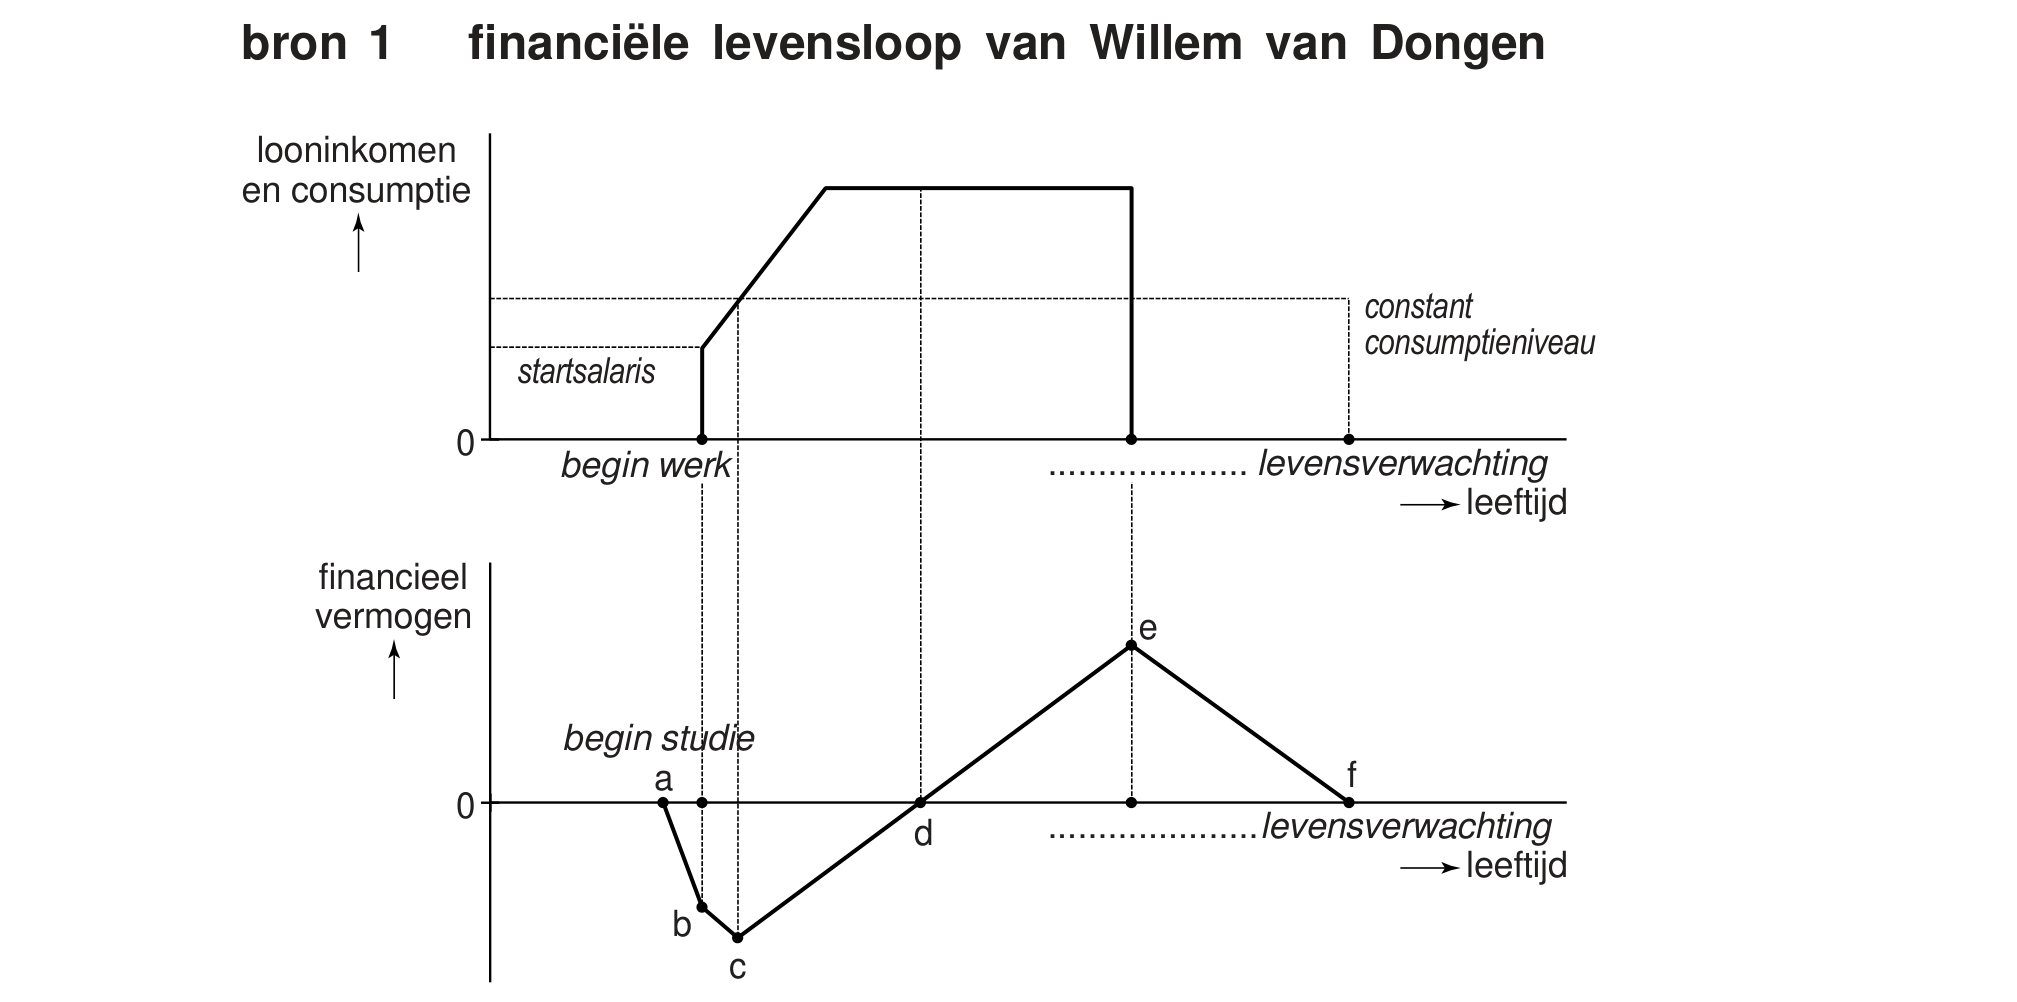 bron 1 financiële levensloop van Willem van Dongen
looninkomen
en consumptie
constant
consumptieniveau
startsalaris
0
begin werk
.................... levensverwachting
leeftijd
financieel
vermogen
e
begin studie
a
f
0
d
.....................levensverwachting
leeftijd
b
c